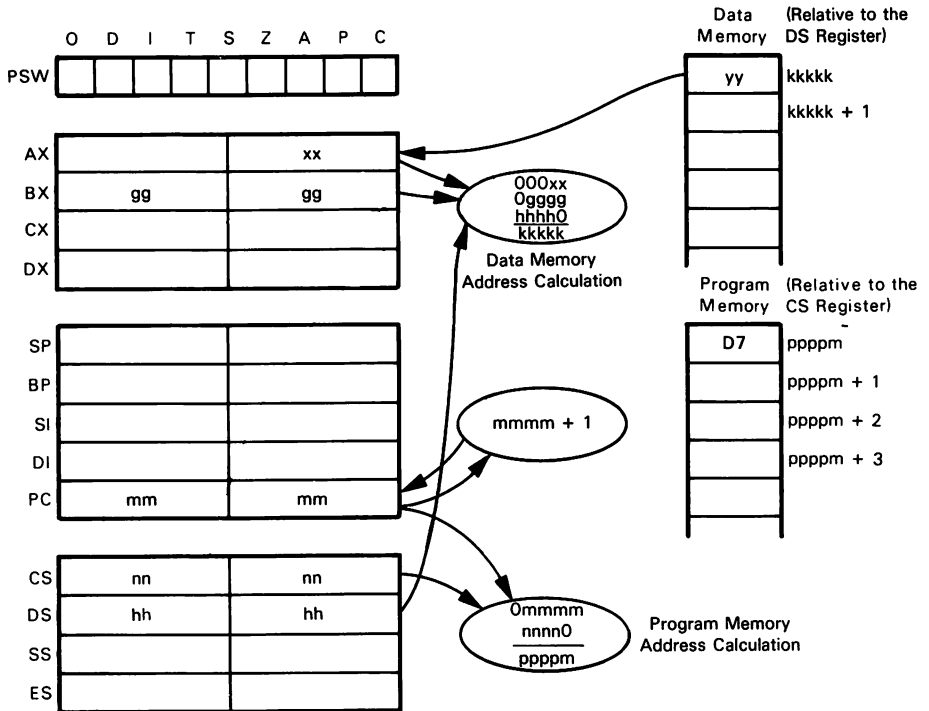 O D I T S Z A P C
PSW
AX xx
BX gg gg
CX
DX
000xx
0gggg
hhhh0
kkkkk
Data Memory
Address Calculation
Data
Memory
(Relative to the
DS Register)
yy kkkkk
kkkkk + 1
Program
Memory
(Relative to the
CS Register)
D7 ppppm
ppppm + 1
ppppm + 2
ppppm + 3
SP
BP
SI
DI
PC mm mm
mmmm + 1
CS nn nn
DS hh hh
SS
ES
0mmmm
nnnn0
ppppm
Program Memory
Address Calculation